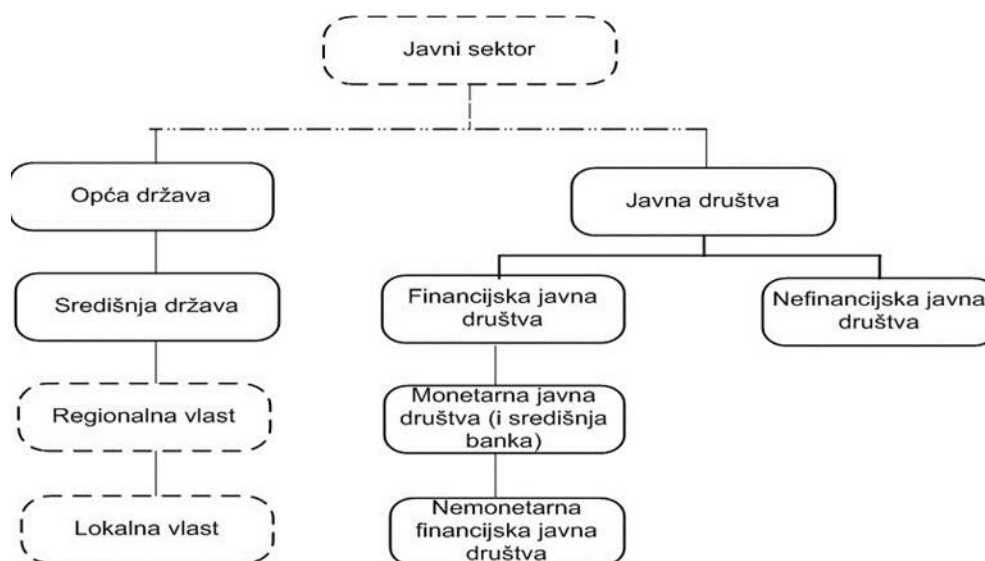 Javni sektor
Opća država
Javna društva
Središnja država
Financijska javna
društva
Nefinancijska javna
društva
Regionalna vlast
Monetarna javna
društva (i središnja
banka)
Lokalna vlast
Nemonetarna
financijska javna
društva